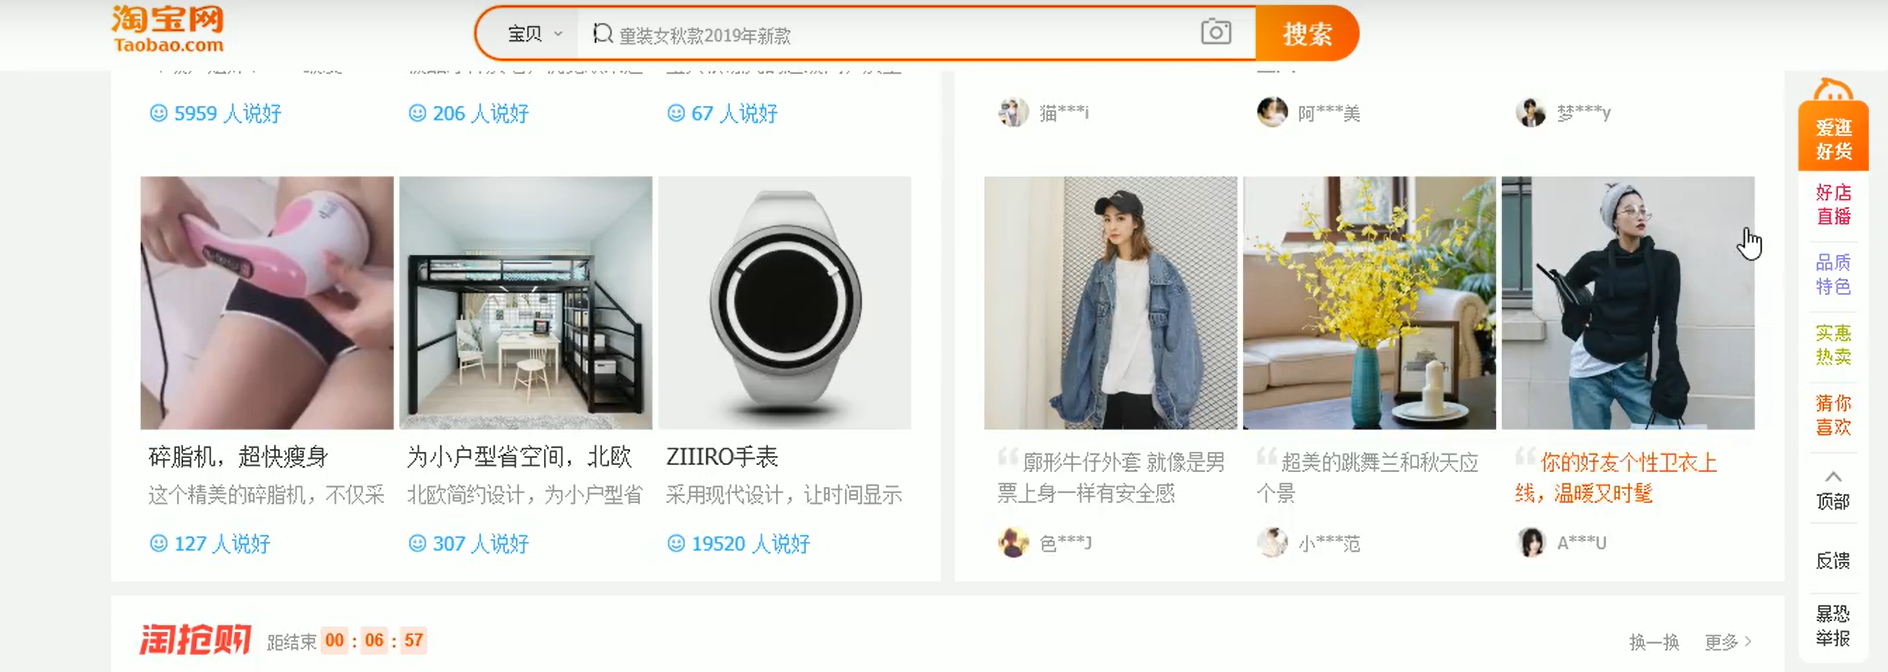 淘宝网
Taobao.com
宝贝
童装女秋款2019年新款
搜索
5959 人说好
206 人说好
67 人说好
猫***i
阿***美
梦***y
碎脂机，超快瘦身
这个精美的碎脂机，不仅采
127 人说好
为小户型省空间，北欧
北欧简约设计，为小户型省
307 人说好
ZIIIRO手表
采用现代设计，让时间显示
19520 人说好
廓形牛仔外套 就像是男
票上身一样有安全感
色***J
超美的跳舞兰和秋天应
个景
小***范
你的好友个性卫衣上
线，温暖又时髦
A***U
爱逛
好货
好店
直播
品质
特色
实惠
热卖
猜你
喜欢
顶部
反馈
暴恐
举报
淘抢购
距结束 00 : 06 : 57
换一换
更多